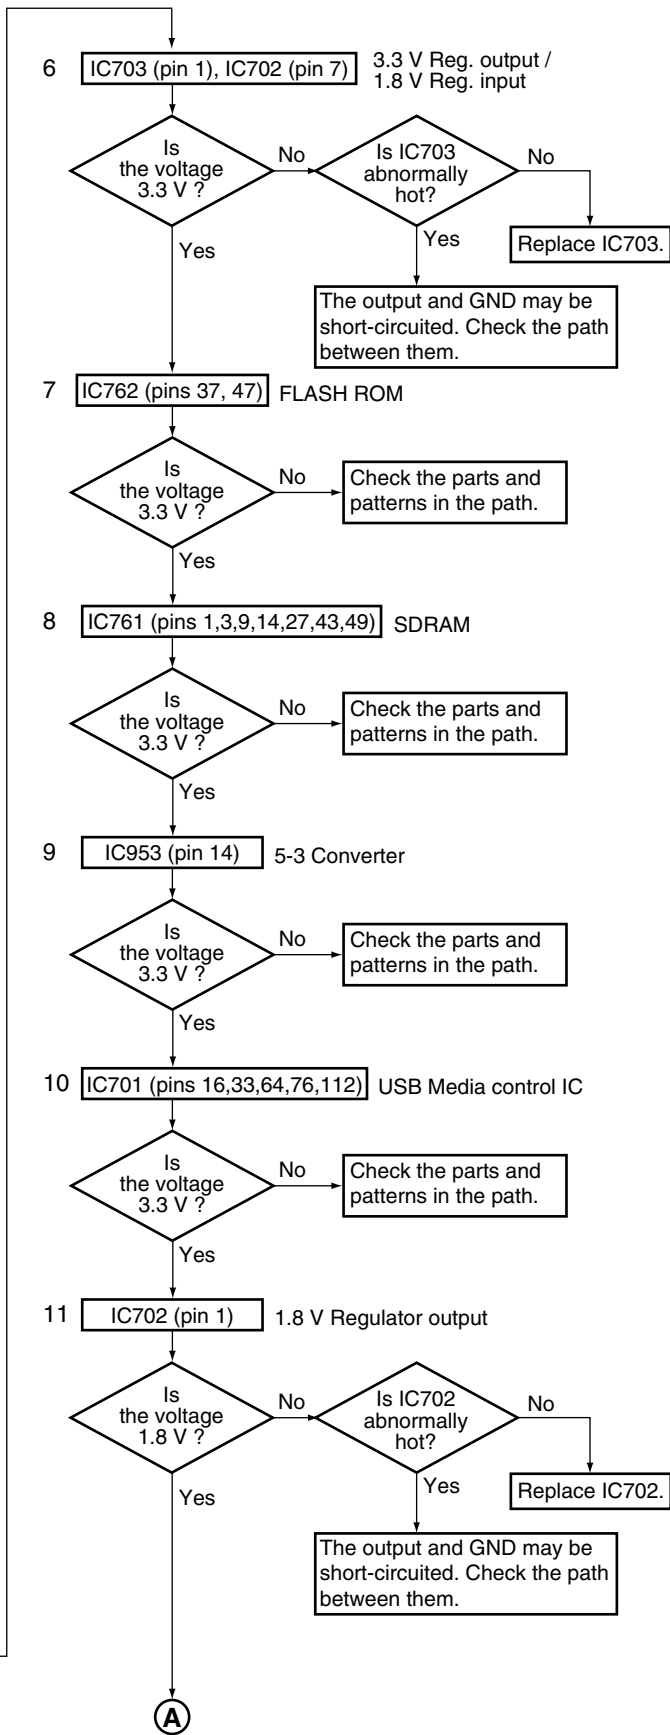 6
IC703 (pin 1), IC702 (pin 7)
3.3 V Reg. output /
1.8 V Reg. input
Is
the voltage
3.3 V ?
No
Is IC703
abnormally
hot?
No
Yes
Yes
Replace IC703.
The output and GND may be
short-circuited. Check the path
between them.
7
IC762 (pins 37, 47)
FLASH ROM
Is
the voltage
3.3 V ?
No
Check the parts and
patterns in the path.
Yes
8
IC761 (pins 1,3,9,14,27,43,49)
SDRAM
Is
the voltage
3.3 V ?
No
Check the parts and
patterns in the path.
Yes
9
IC953 (pin 14)
5-3 Converter
Is
the voltage
3.3 V ?
No
Check the parts and
patterns in the path.
Yes
10
IC701 (pins 16,33,64,76,112)
USB Media control IC
Is
the voltage
3.3 V ?
No
Check the parts and
patterns in the path.
Yes
11
IC702 (pin 1)
1.8 V Regulator output
Is
the voltage
1.8 V ?
No
Is IC702
abnormally
hot?
No
Yes
Yes
Replace IC702.
The output and GND may be
short-circuited. Check the path
between them.
A